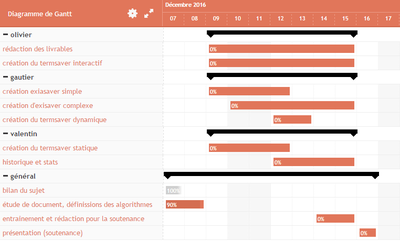 Diagramme de Gantt
Décembre 2016
07 08 09 10 11 12 13 14 15 16 17
olivier
rédaction des livrables 0%
création du termsaver interactif 0%
gautier
création exiasaver simple 0%
création d'exisaver complexe 0%
création du termsaver dynamique 0%
valentin
création du termsaver statique 0%
historique et stats 0%
général
bilan du sujet 100%
étude de document, définissions des algorithmes 90%
entrainement et rédaction pour la soutenance 0%
présentation (soutenance) 0%